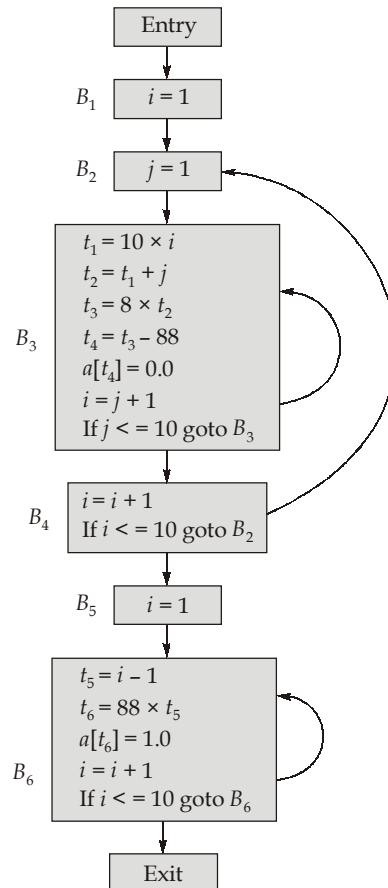 Entry
B₁ i = 1
B₂ j = 1
t₁ = 10 × i
t₂ = t₁ + j
t₃ = 8 × t₂
B₃ t₄ = t₃ – 88
a[t₄] = 0.0
i = j + 1
If j < = 10 goto B₃
B₄ i = i + 1
If i < = 10 goto B₂
B₅ i = 1
t₅ = i – 1
t₆ = 88 × t₅
a[t₆] = 1.0
B₆ i = i + 1
If i < = 10 goto B₆
Exit